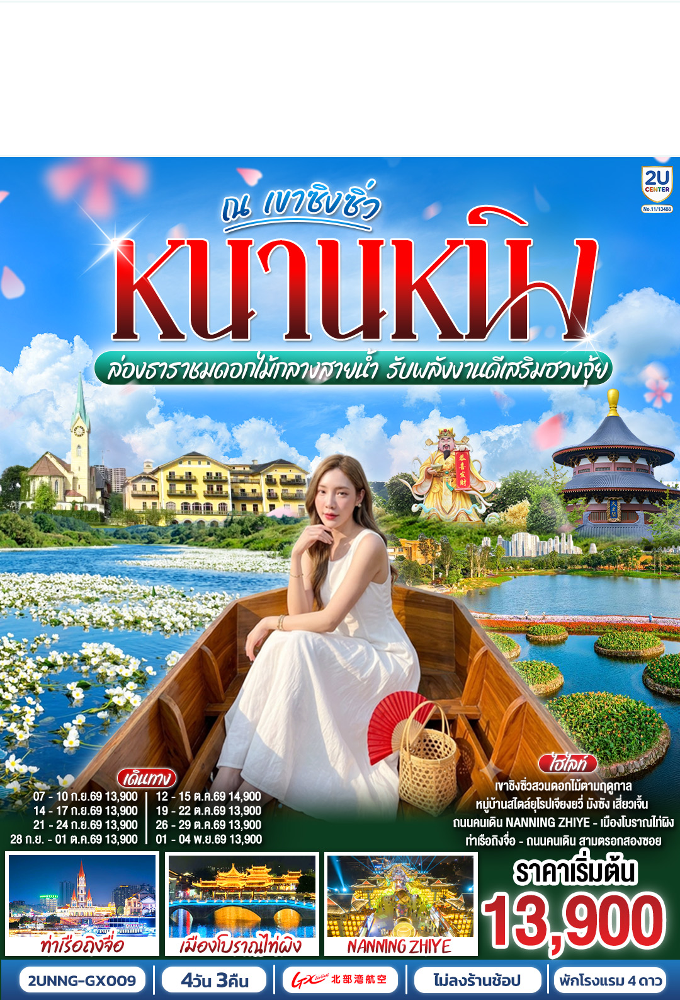 2U
CENTER
No.11/13488
ณ เขาชิงซิ่ว
หนานหนิง
ล่องธาราชมดอกไม้กลางสายน้ำ รับพลังงานดีเสริมฮวงจุ้ย
恭喜发财
เดินทาง
07 - 10 ก.ย.69 13,900
14 - 17 ก.ย.69 13,900
21 - 24 ก.ย.69 13,900
28 ก.ย. - 01 ต.ค.69 13,900
12 - 15 ต.ค.69 14,900
19 - 22 ต.ค.69 13,900
26 - 29 ต.ค.69 13,900
01 - 04 พ.ย.69 13,900
ไฮไลท์
เขาชิงซิ่วสวนดอกไม้ตามฤดูกาล
หมู่บ้านสไตล์ยุโรปเจียงยวี่ มังซัง เสี่ยวเจิ้น
ถนนคนเดิน NANNING ZHIYE - เมืองโบราณไท่ผิง
ท่าเรือถิงจื่อ - ถนนคนเดิน สามตรอกสองซอย
ท่าเรือถิงจื่อ
เมืองโบราณไท่ผิง
NANNING ZHIYE
ราคาเริ่มต้น
13,900
2UNNG-GX009
4วัน 3คืน
GX Airlines 北部湾航空
ไม่ลงร้านช้อป
พักโรงแรม 4 ดาว